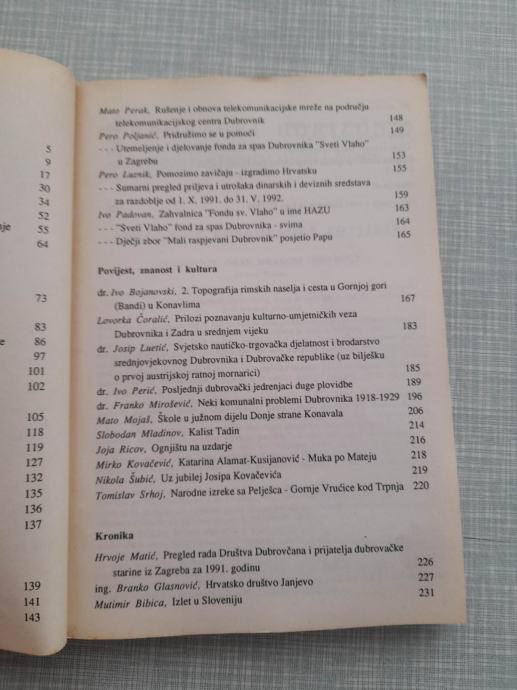 5
9
17
30
34
52
nje 55
64
73
83
e 86
97
101
102
105
118
119
127
132
135
136
137
139
141
143
Mato Perak, Rušenje i obnova telekomunikacijske mreže na području
telekomunikacijskog centra Dubrovnik 148
Pero Poljanić, Pridružimo se u pomoći 149
- - - Utemeljenje i djelovanje fonda za spas Dubrovnika "Sveti Vlaho"
u Zagrebu 153
Pero Laznik, Pomozimo zavičaju - izgradimo Hrvatsku 155
- - - Sumarni pregled priljeva i utrošaka dinarskih i deviznih sredstava
za razdoblje od 1. X 1991. do 31. V. 1992. 159
Ivo Padovan, Zahvalnica "Fondu sv. Vlaho" u ime HAZU 163
- - - "Sveti Vlaho" fond za spas Dubrovnika - svima 164
- - - Dječji zbor "Mali raspjevani Dubrovnik" posjetio Papu 165
Povijest, znanost i kultura
dr. Ivo Bojanovski, 2. Topografija rimskih naselja i cesta u Gornjoj gori
(Bandi) u Konavlima 167
Lovorka Čoralić, Prilozi poznavanju kulturno-umjetničkih veza
Dubrovnika i Zadra u srednjem vijeku 183
dr. Josip Luetić, Svjetsko nautičko-trgovačka djelatnost i brodarstvo
srednjovjekovnog Dubrovnika i Dubrovačke republike (uz bilješku
o prvoj austrijskoj ratnoj mornarici) 185
dr. Ivo Perić, Posljednji dubrovački jedrenjaci duge plovidbe 189
dr. Franko Mirošević, Neki komunalni problemi Dubrovnika 1918-1929 196
Mato Mojaš, Škole u južnom dijelu Donje strane Konavala 206
Slobodan Mladinov, Kalist Tadin 214
Joja Ricov, Ognjištu na uzdarje 216
Mirko Kovačević, Katarina Alamat-Kusijanović - Muka po Mateju 218
Nikola Šubić, Uz jubilej Josipa Kovačevića 219
Tomislav Srhoj, Narodne izreke sa Pelješca - Gornje Vrućice kod Trpnja 220
Kronika
Hrvoje Matić, Pregled rada Društva Dubrovčana i prijatelja dubrovačke
starine iz Zagreba za 1991. godinu 226
ing. Branko Glasnović, Hrvatsko društvo Janjevo 227
Mutimir Bibica, Izlet u Sloveniju 231